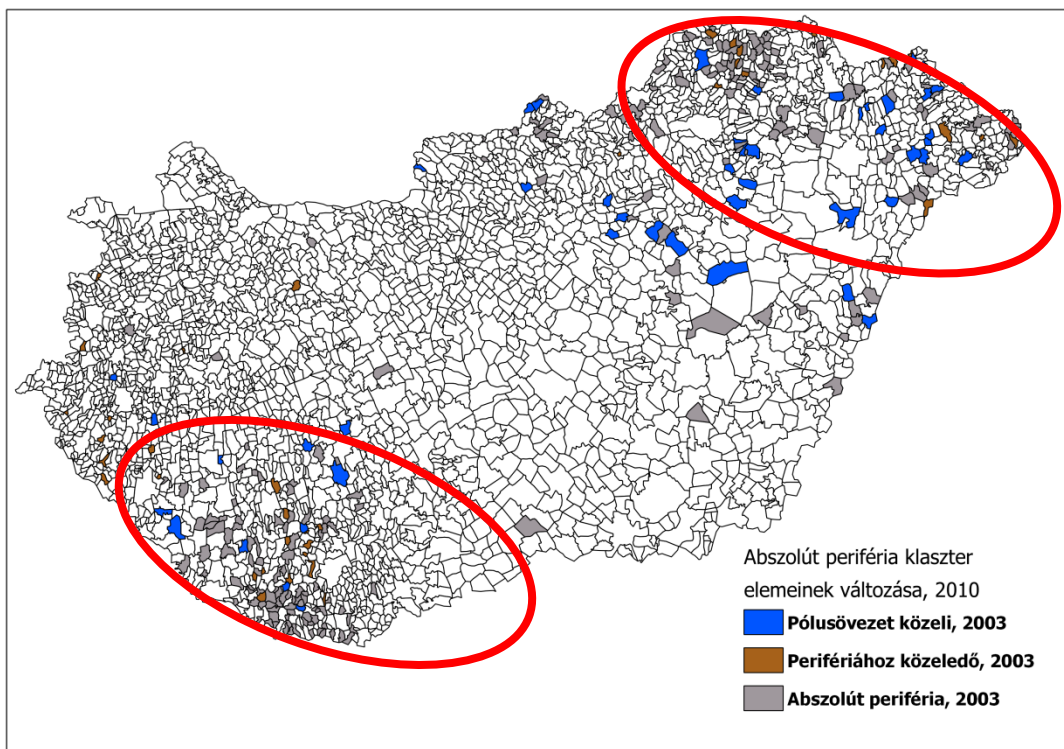 Abszolút periféria klaszter
elemeinek változása, 2010
Pólusövezet közeli, 2003
Perifériához közeledő, 2003
Abszolút periféria, 2003